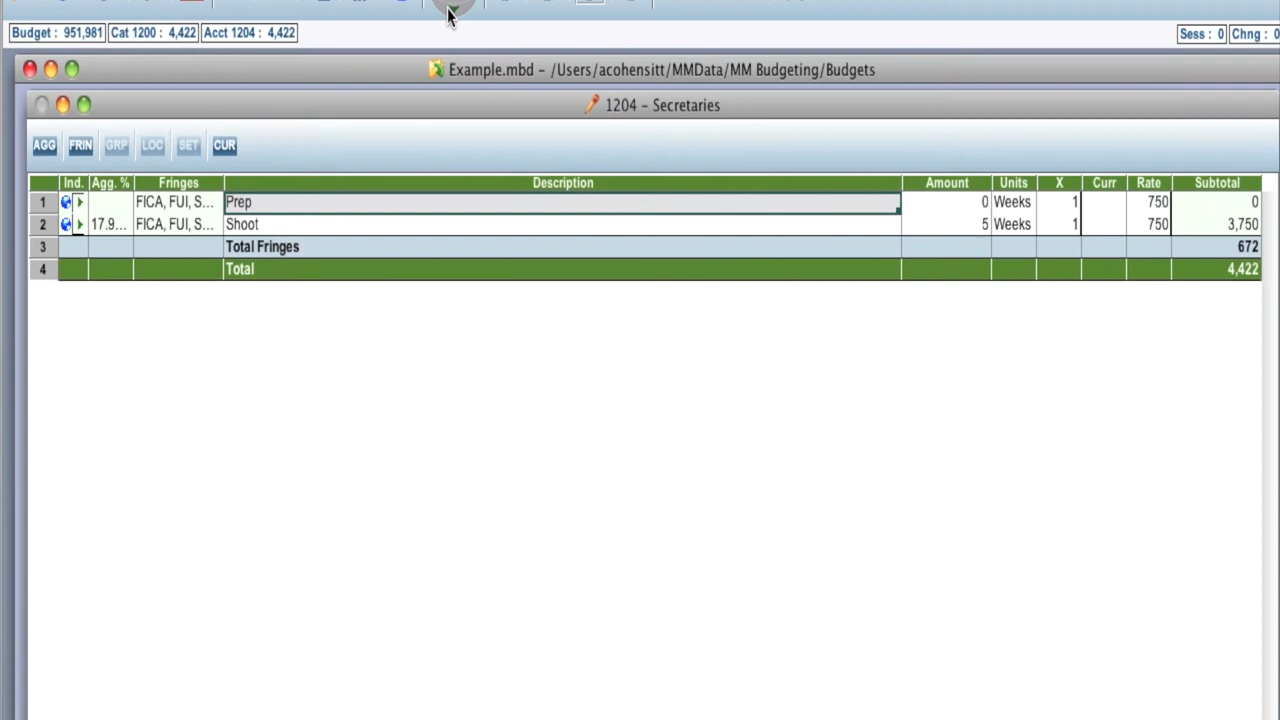 Budget : 951,981 Cat 1200 : 4,422 Acct 1204 : 4,422 Sess : 0 Chng : 0
Example.mbd – /Users/acohensitt/MMData/MM Budgeting/Budgets
1204 – Secretaries
AGG FRIN GRP LOC SET CUR
Ind. Agg. % Fringes Description Amount Units X Curr Rate Subtotal
1 FICA, FUI, S... Prep 0 Weeks 1 750 0
2 17.9... FICA, FUI, S... Shoot 5 Weeks 1 750 3,750
3 Total Fringes 672
4 Total 4,422